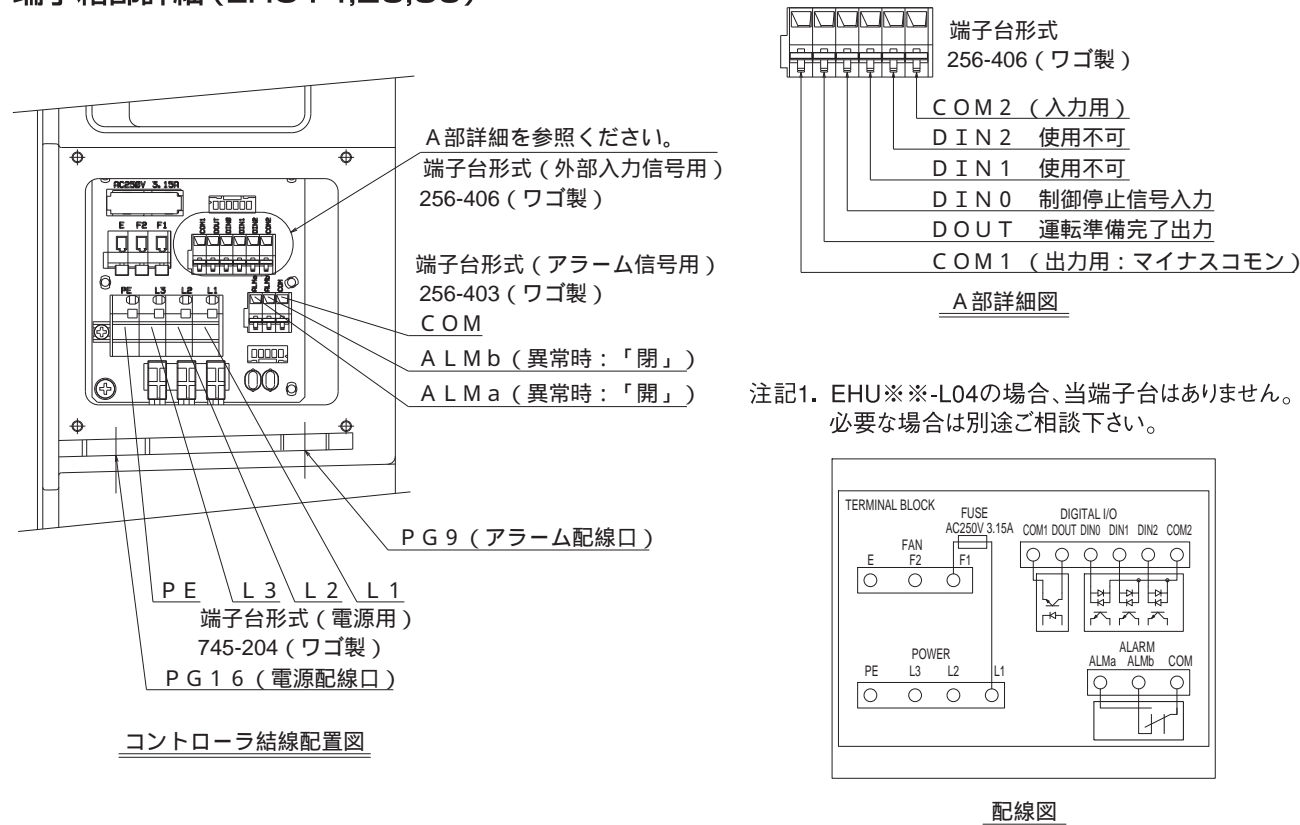 端子台形式
256-406（ワゴ製）
ＣＯＭ２（入力用）
ＤＩＮ２ 使用不可
ＤＩＮ１ 使用不可
ＤＩＮ０ 制御停止信号入力
ＤＯＵＴ 運転準備完了出力
ＣＯＭ１（出力用：マイナスコモン）
Ａ部詳細図
Ａ部詳細を参照ください。
端子台形式（外部入力信号用）
256-406（ワゴ製）
端子台形式（アラーム信号用）
256-403（ワゴ製）
ＣＯＭ
ＡＬＭｂ（異常時：「閉」）
ＡＬＭａ（異常時：「開」）
AC250V 3.15A
E F2 F1
COM1 DOUT DIN0 DIN1 DIN2 COM2
PE L3 L2 L1
ALMa ALMb COM
ＰＧ９（アラーム配線口）
ＰＥ Ｌ３ Ｌ２ Ｌ１
端子台形式（電源用）
745-204（ワゴ製）
ＰＧ１６（電源配線口）
コントローラ結線配置図
注記1. EHU※※-L04の場合、当端子台はありません。
必要な場合は別途ご相談下さい。
TERMINAL BLOCK
FUSE
AC250V 3.15A
FAN
E F2 F1
DIGITAL I/O
COM1 DOUT DIN0 DIN1 DIN2 COM2
POWER
PE L3 L2 L1
ALARM
ALMa ALMb COM
配線図